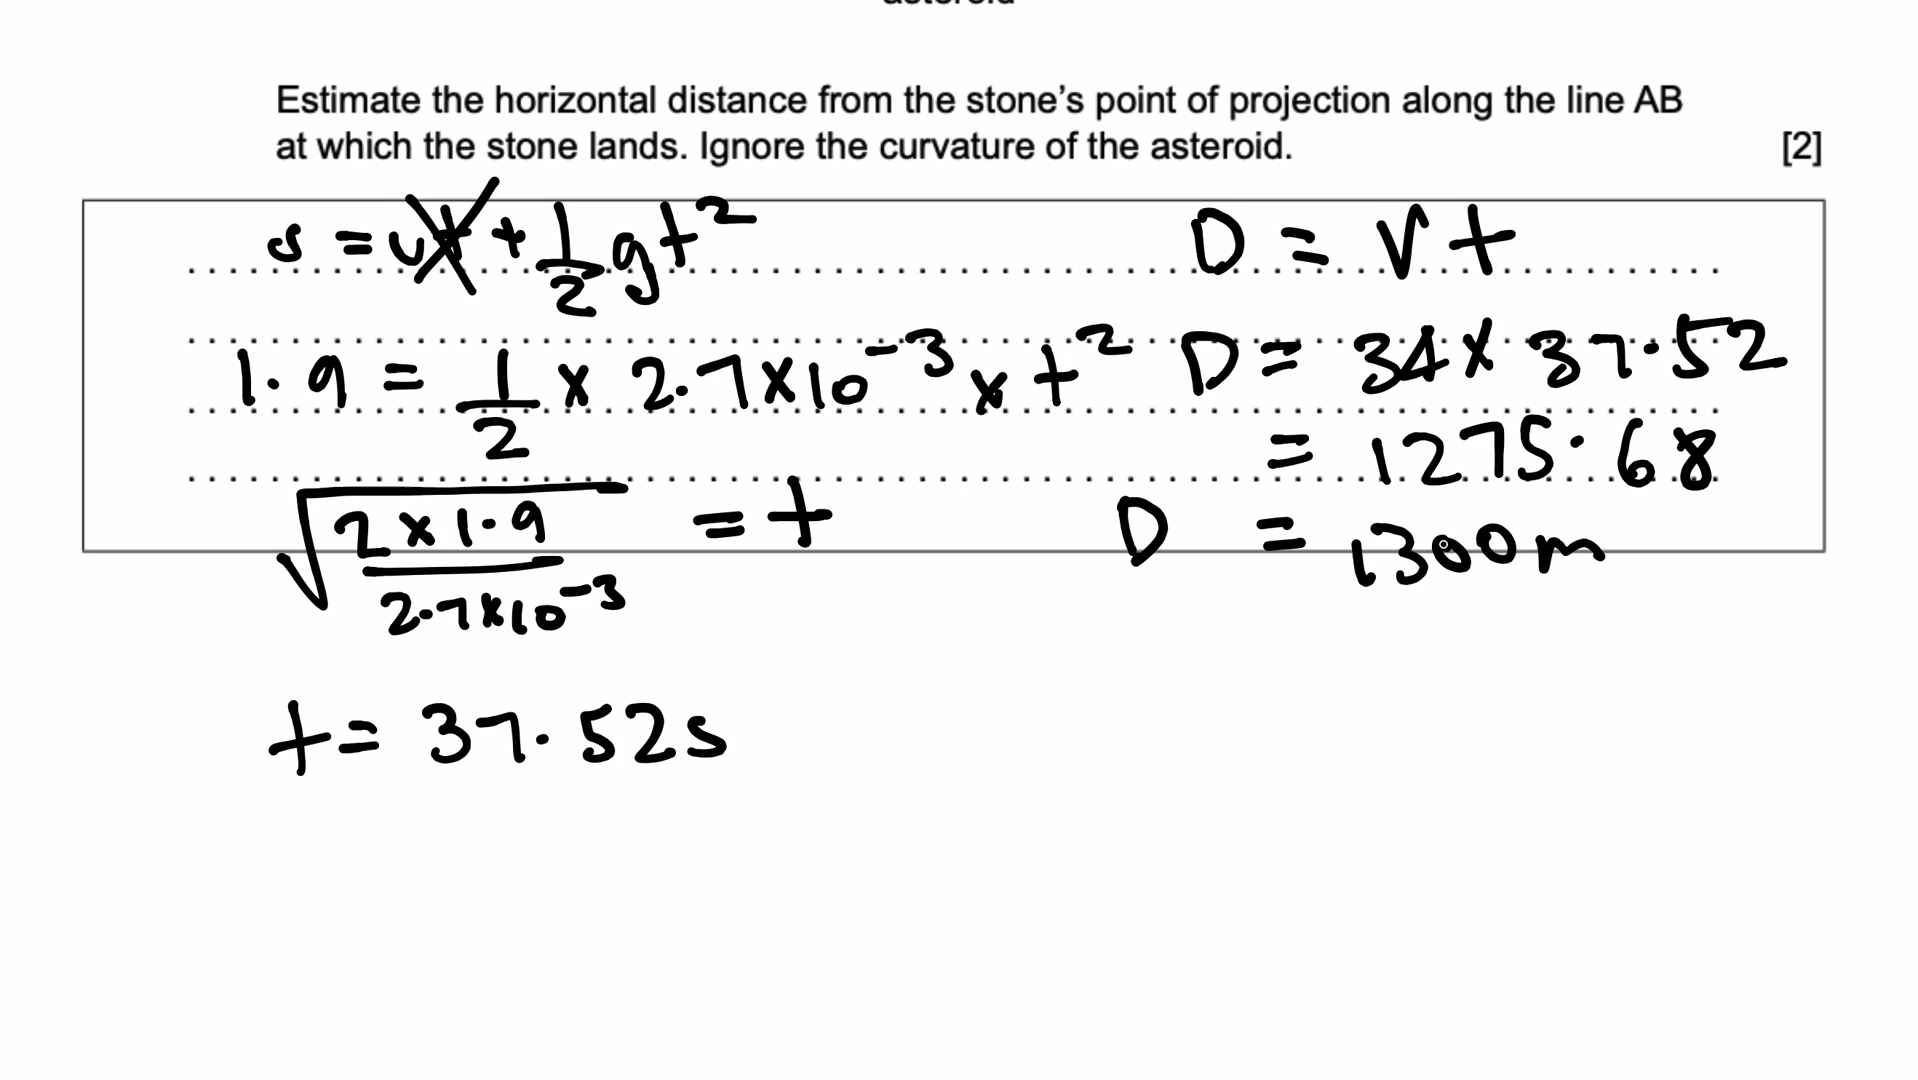 asteroid
Estimate the horizontal distance from the stone's point of projection along the line AB
at which the stone lands. Ignore the curvature of the asteroid. [2]
s = ut + 1/2 gt²
1.9 = 1/2 × 2.7×10⁻³ × t²
√(2×1.9 / 2.7×10⁻³) = t
t = 37.52s
D = Vt
D = 34 × 37.52
= 1275.68
D = 1300m